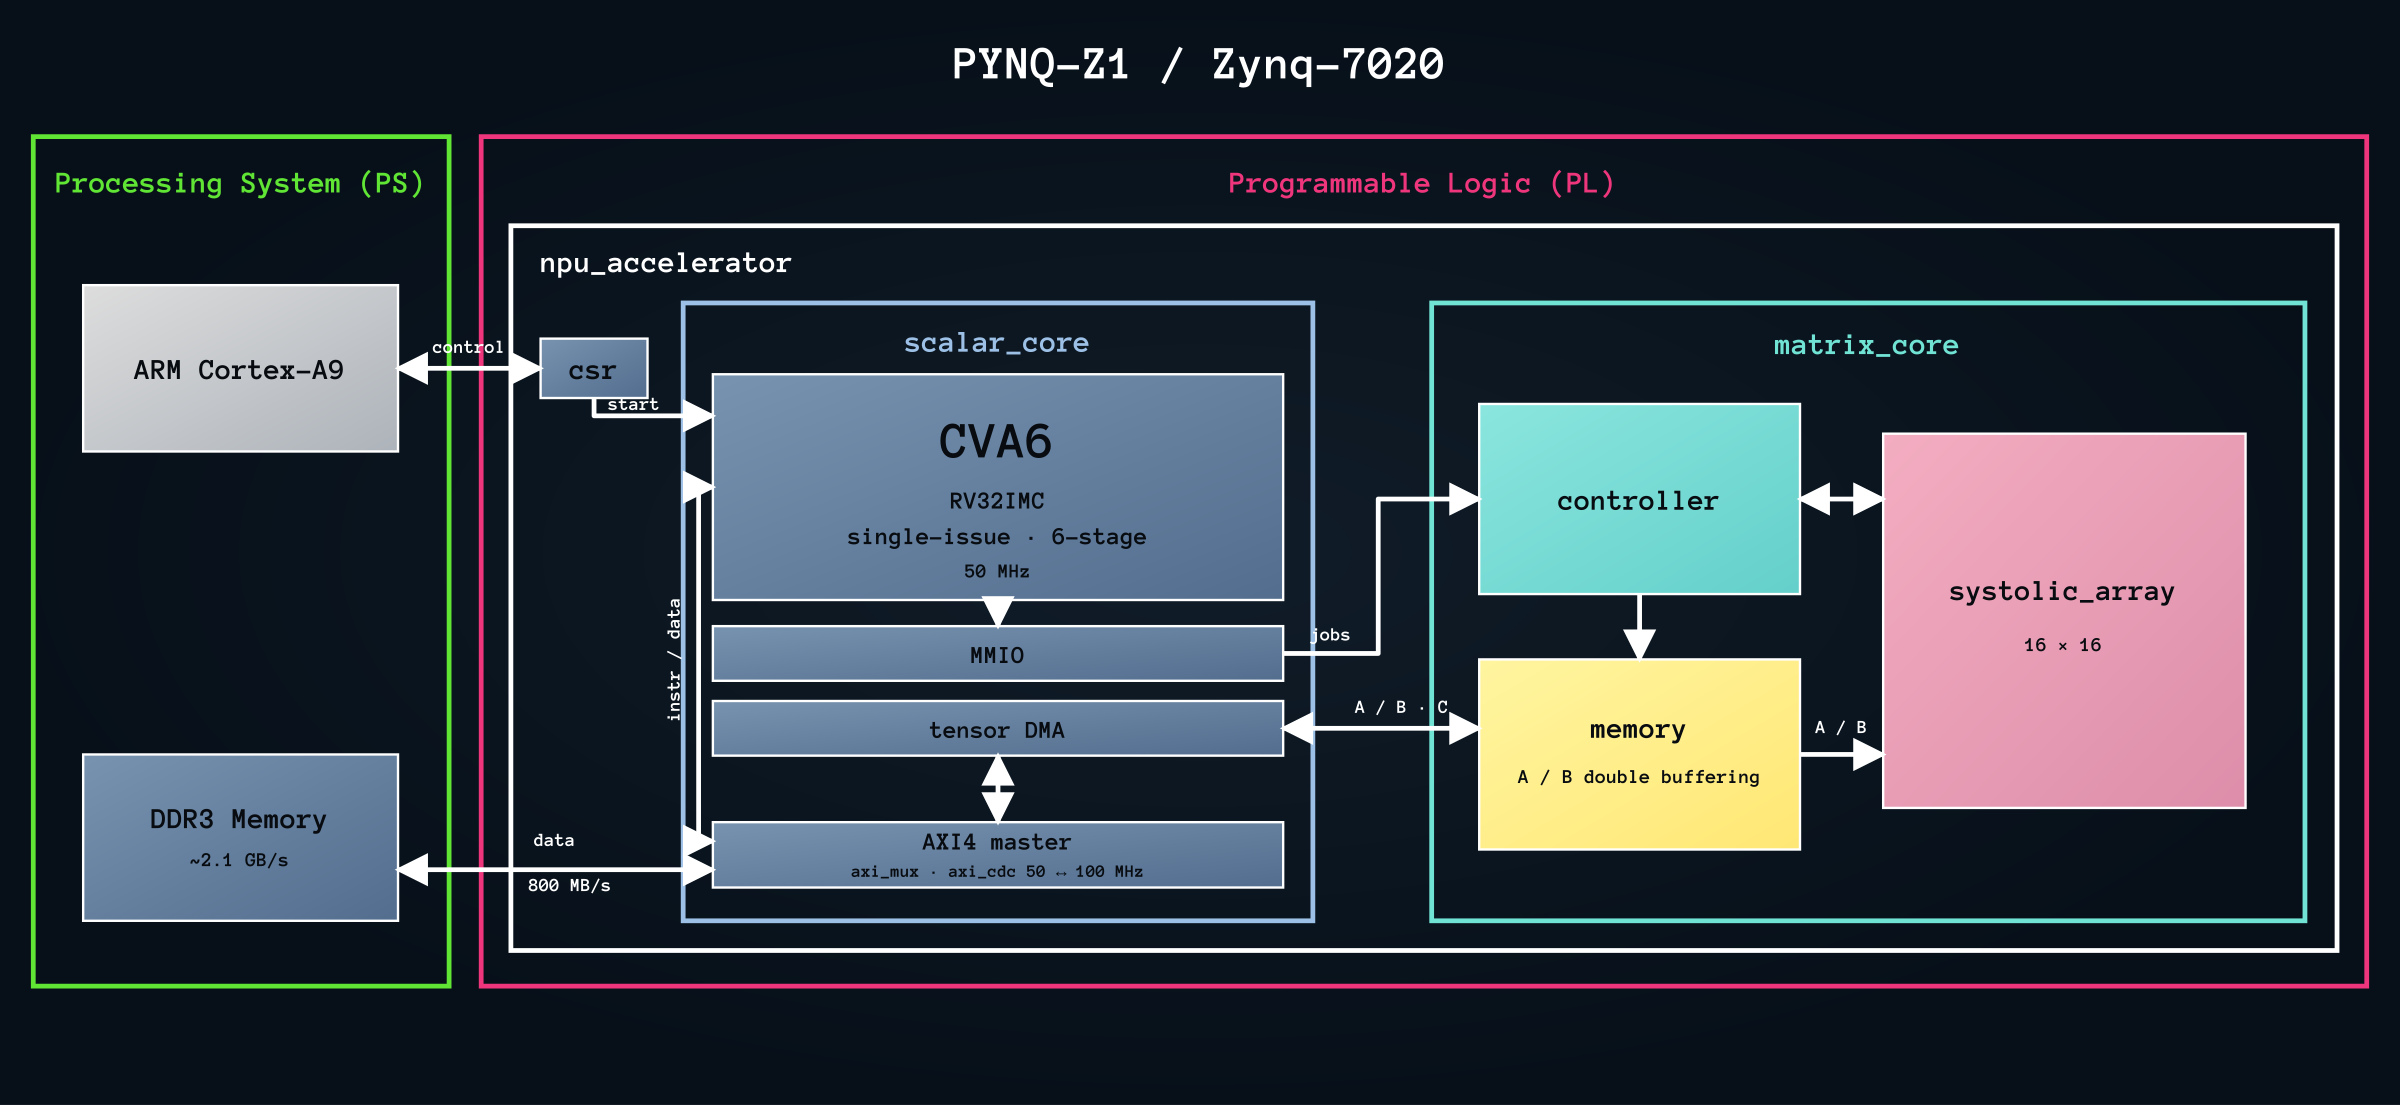 PYNQ-Z1 / Zynq-7020
Processing System (PS)
Programmable Logic (PL)
npu_accelerator
ARM Cortex-A9
control
csr
start
scalar_core
CVA6
RV32IMC
single-issue · 6-stage
50 MHz
instr / data
MMIO
jobs
tensor DMA
A / B · C
AXI4 master
axi_mux · axi_cdc 50 ↔ 100 MHz
DDR3 Memory
~2.1 GB/s
data
800 MB/s
matrix_core
controller
memory
A / B double buffering
A / B
systolic_array
16 × 16